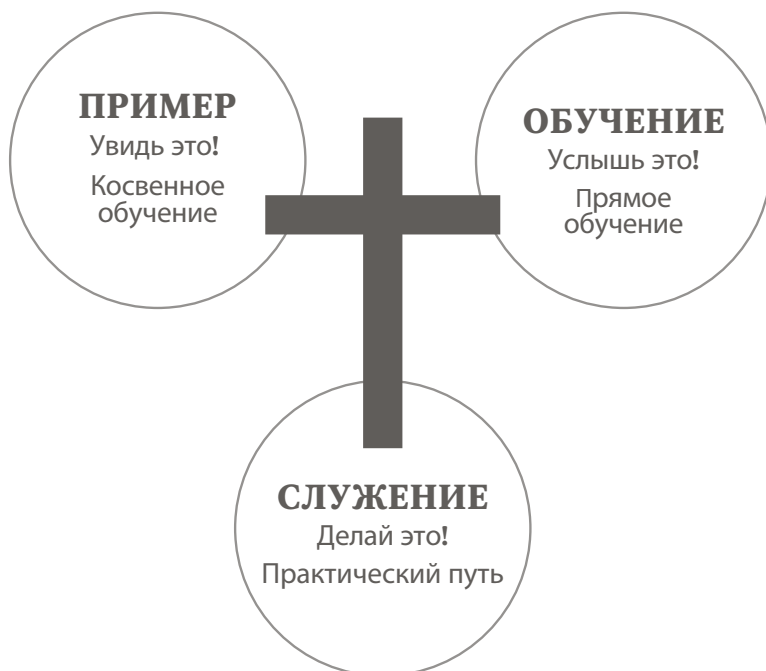 ПРИМЕР
Увидь это!
Косвенное
обучение
ОБУЧЕНИЕ
Услышь это!
Прямое
обучение
СЛУЖЕНИЕ
Делай это!
Практический путь